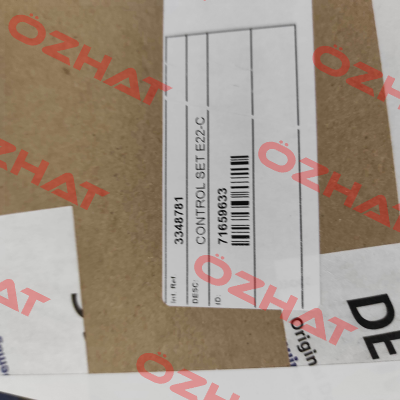 Int. Ref.
3348781
DESC:
CONTROL SET E22-C
ID
71659633
Origin
DE
ÖZHAT
ÖZHAT
ÖZHAT
ÖZHAT
ÖZHAT
ÖZHAT
ÖZHAT